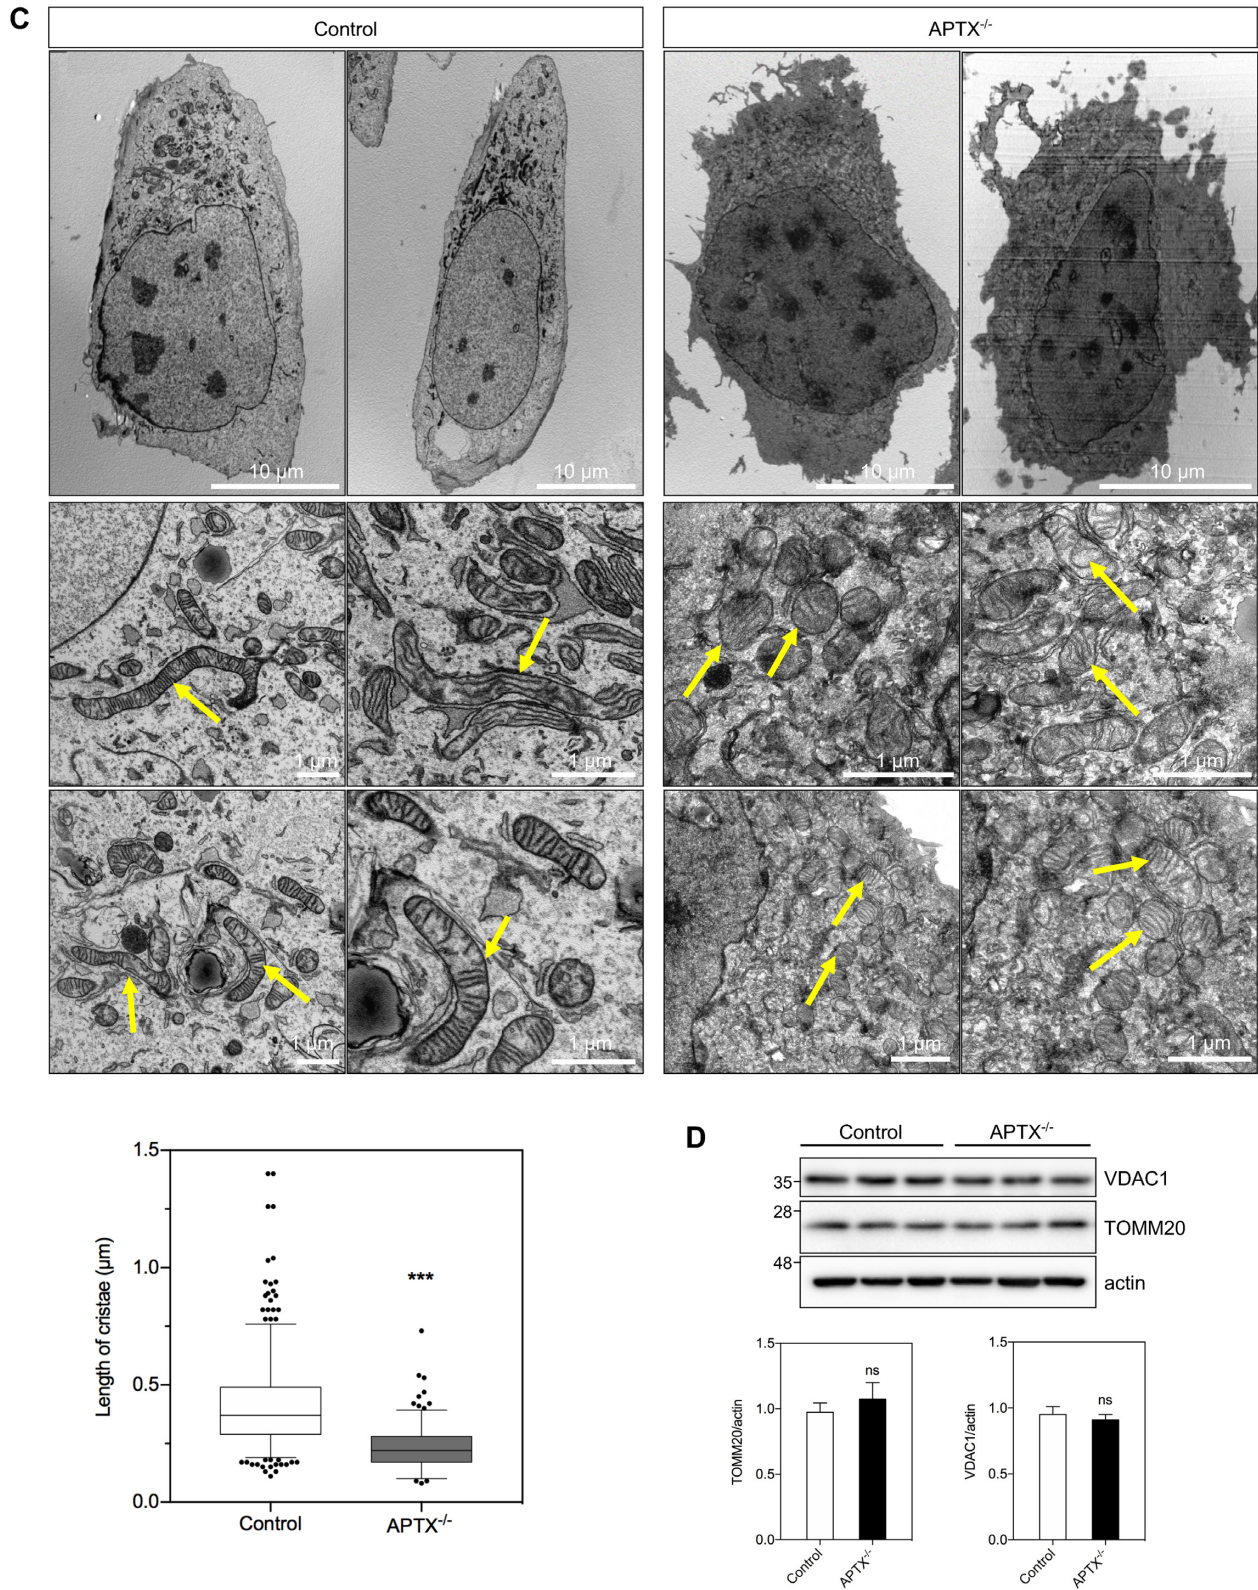 C
Control
APTX-/-
10 µm
10 µm
10 µm
10 µm
1 µm
1 µm
1 µm
1 µm
1 µm
1 µm
1 µm
1 µm
Length of cristae (µm)
1.5
1.0
0.5
0.0
***
Control
APTX-/-
D
Control
APTX-/-
35
VDAC1
28
TOMM20
48
actin
TOMM20/actin
1.5
1.0
0.5
0.0
ns
Control
APTX-/-
VDAC1/actin
1.5
1.0
0.5
0.0
ns
Control
APTX-/-